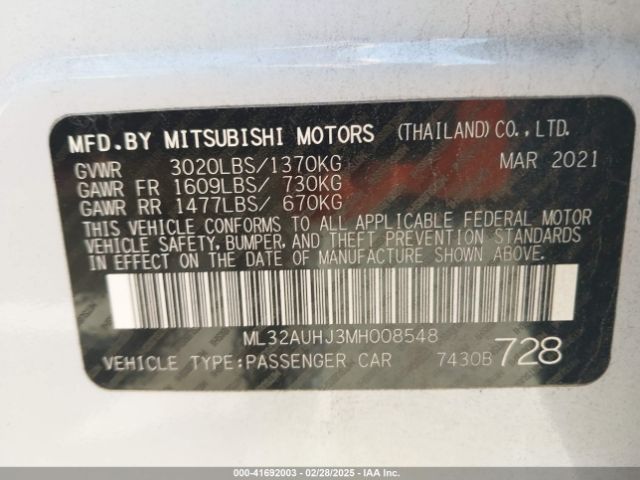 MFD.BY MITSUBISHI MOTORS (THAILAND) CO., LTD.
GVWR 3020LBS/1370KG MAR 2021
GAWR FR 1609LBS/ 730KG
GAWR RR 1477LBS/ 670KG
THIS VEHICLE CONFORMS TO ALL APPLICABLE FEDERAL MOTOR
VEHICLE SAFETY, BUMPER, AND THEFT PREVENTION STANDARDS
IN EFFECT ON THE DATE OF MANUFACTURE SHOWN ABOVE.
ML32AUHJ3MH008548
VEHICLE TYPE:PASSENGER CAR 7430B 728
000-41692003 - 02/28/2025 - IAA Inc.